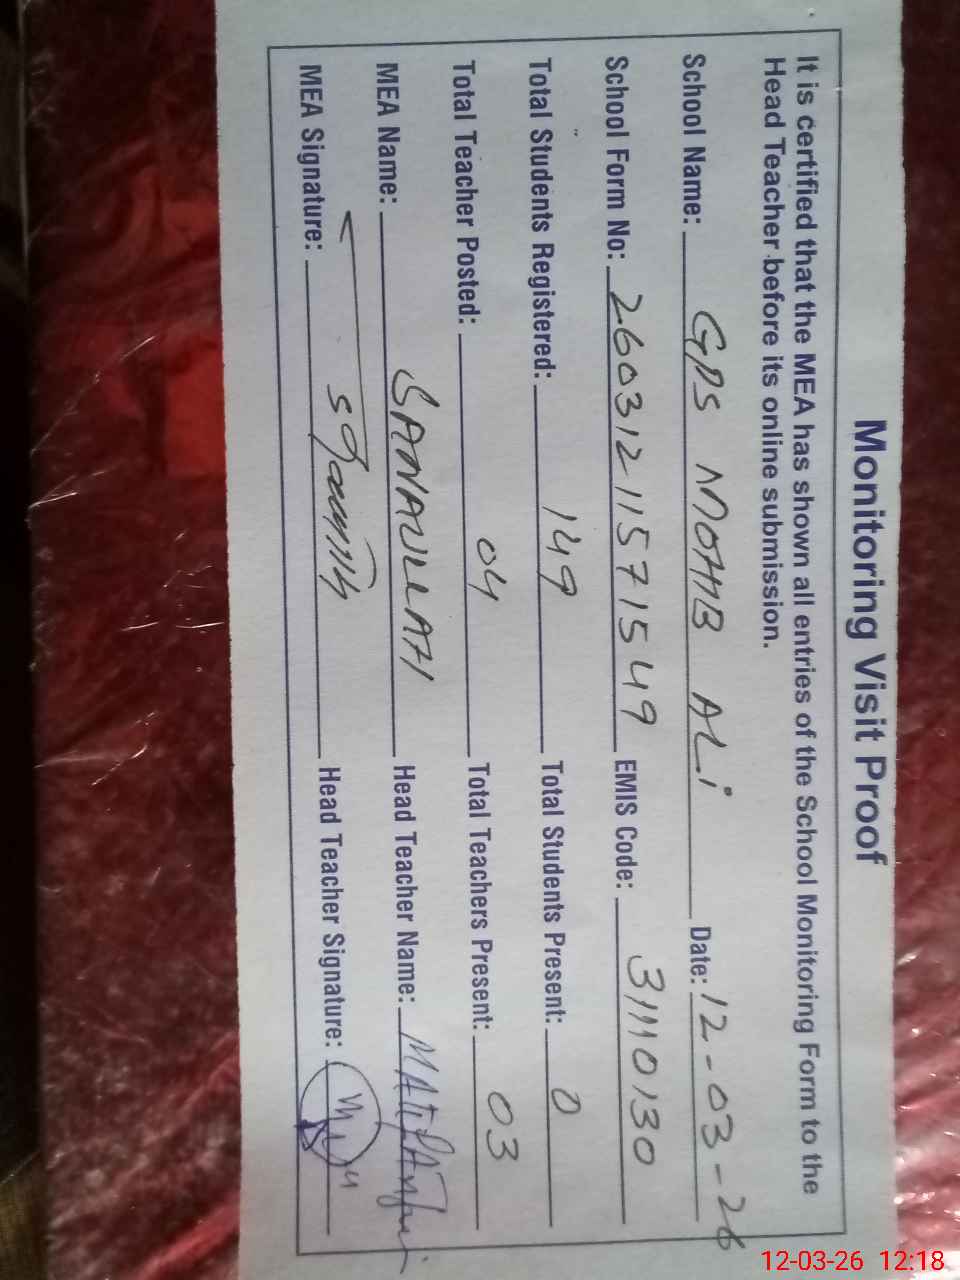 Monitoring Visit Proof
It is certified that the MEA has shown all entries of the School Monitoring Form to the
Head Teacher before its online submission.
School Name: GPS MOHIB ALi Date: 12-03-26
School Form No: 2603121157 1549 EMIS Code: 31110130
Total Students Registered: 149 Total Students Present: 0
Total Teacher Posted: 04 Total Teachers Present: 03
MEA Name: SANAULLAH Head Teacher Name:
MEA Signature: Head Teacher Signature:
12-03-26 12:18